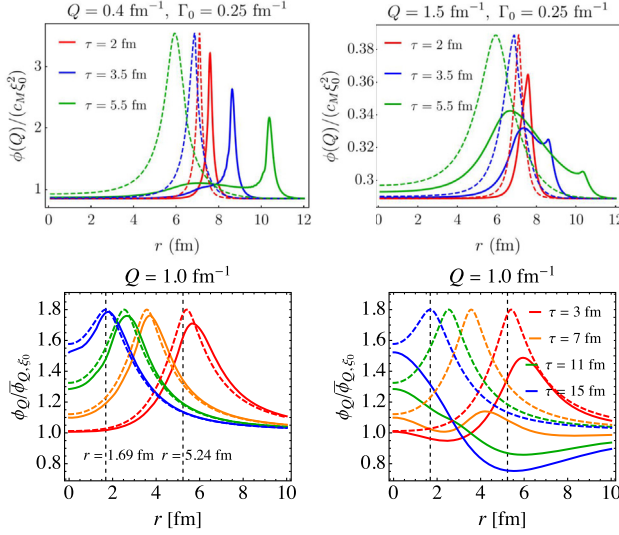 Q = 0.4 fm⁻¹, Γ₀ = 0.25 fm⁻¹
ϕ(Q)/(c_M ξ₀²)
3
2
1
τ = 2 fm
τ = 3.5 fm
τ = 5.5 fm
0 2 4 6 8 10 12
r (fm)
Q = 1.5 fm⁻¹, Γ₀ = 0.25 fm⁻¹
ϕ(Q)/(c_M ξ₀²)
0.38
0.36
0.34
0.32
0.3
τ = 2 fm
τ = 3.5 fm
τ = 5.5 fm
0 2 4 6 8 10 12
r (fm)
Q = 1.0 fm⁻¹
ϕ_Q/ϕ̅_Q,ξ₀
1.8
1.6
1.4
1.2
1.0
0.8
r = 1.69 fm r = 5.24 fm
0 2 4 6 8 10
r [fm]
Q = 1.0 fm⁻¹
ϕ_Q/ϕ̅_Q,ξ₀
1.8
1.6
1.4
1.2
1.0
0.8
τ = 3 fm
τ = 7 fm
τ = 11 fm
τ = 15 fm
0 2 4 6 8 10
r [fm]